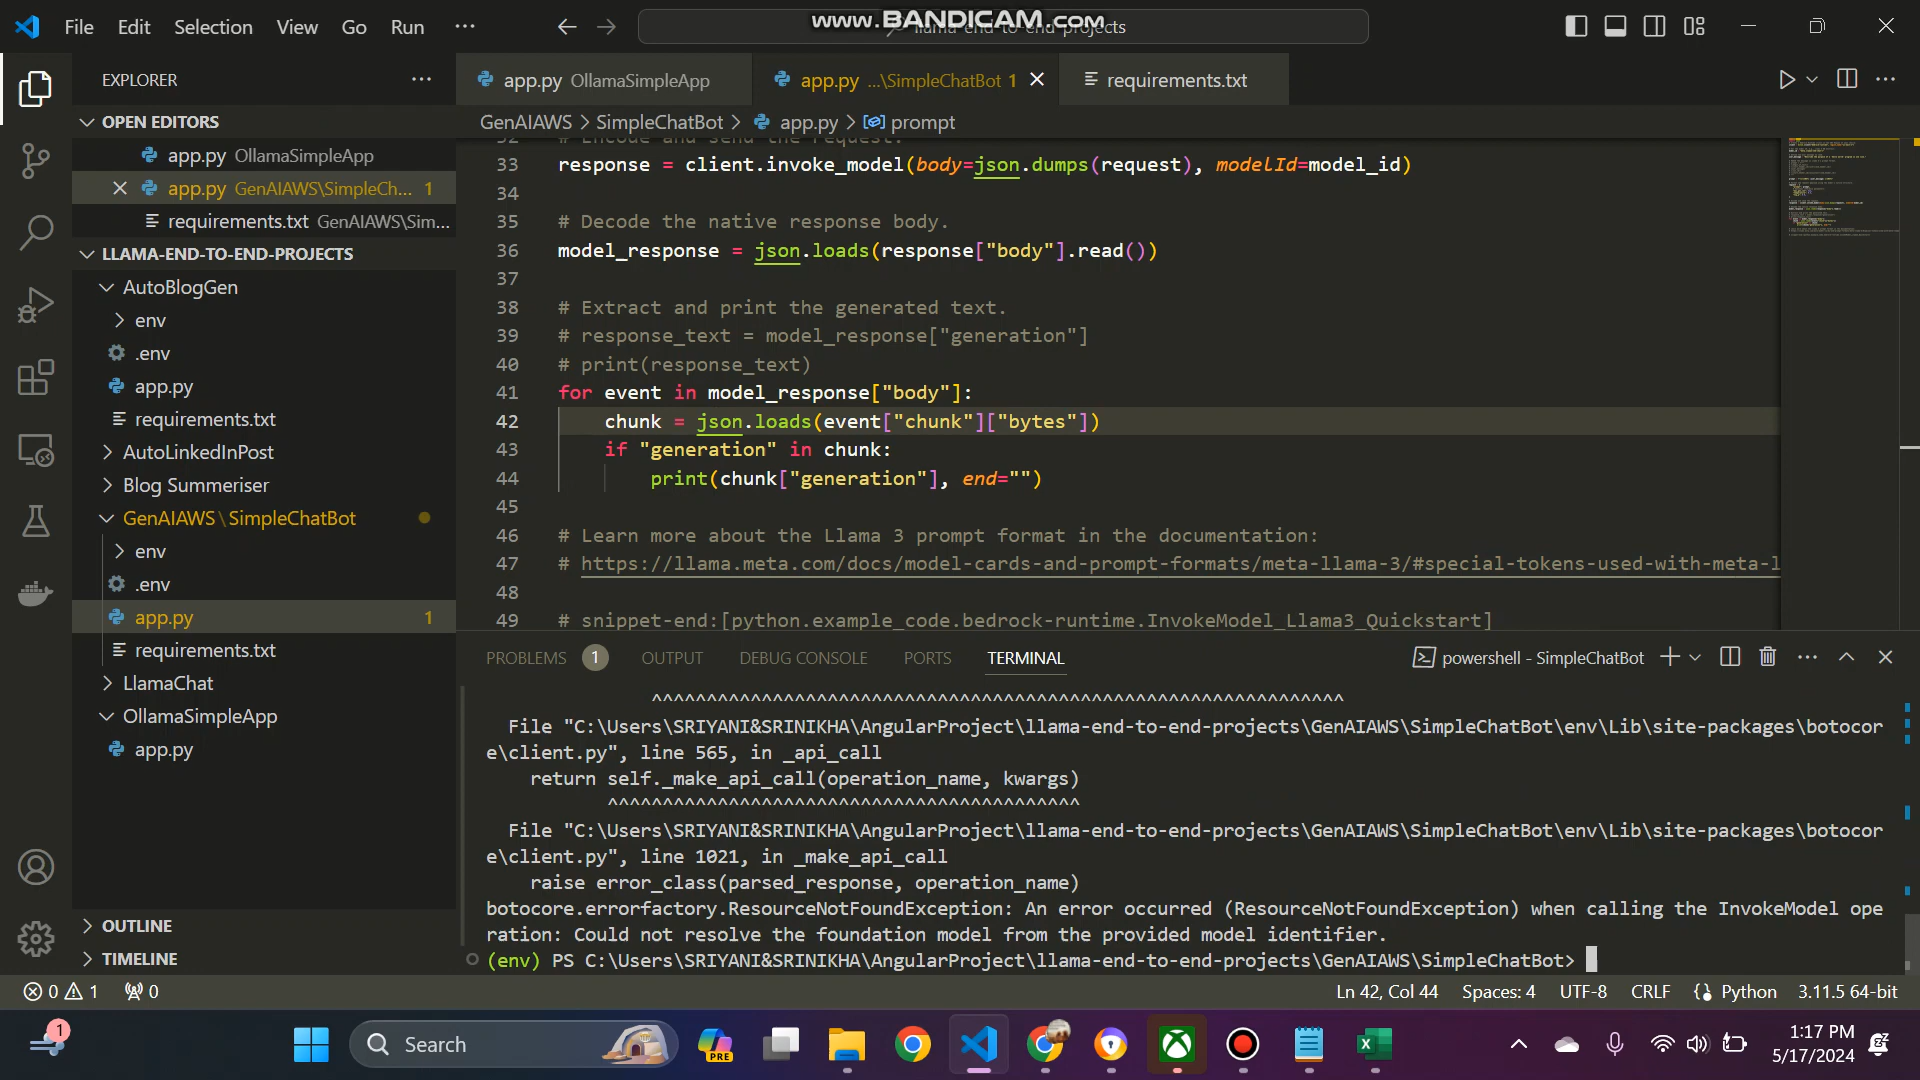 File Edit Selection View Go Run ···
www.BANDICAM.com
llama-end-to-end-projects
EXPLORER
app.py OllamaSimpleApp
app.py ...\SimpleChatBot 1
requirements.txt
OPEN EDITORS
app.py OllamaSimpleApp
app.py GenAIAWS\SimpleCh... 1
requirements.txt GenAIAWS\Sim...
LLAMA-END-TO-END-PROJECTS
AutoBlogGen
env
.env
app.py
requirements.txt
AutoLinkedInPost
Blog Summeriser
GenAIAWS\SimpleChatBot
env
.env
app.py 1
requirements.txt
LlamaChat
OllamaSimpleApp
app.py
OUTLINE
TIMELINE
GenAIAWS > SimpleChatBot > app.py > prompt
32 # Encode and send the request.
33 response = client.invoke_model(body=json.dumps(request), modelId=model_id)
34
35 # Decode the native response body.
36 model_response = json.loads(response["body"].read())
37
38 # Extract and print the generated text.
39 # response_text = model_response["generation"]
40 # print(response_text)
41 for event in model_response["body"]:
42 chunk = json.loads(event["chunk"]["bytes"])
43 if "generation" in chunk:
44 print(chunk["generation"], end="")
45
46 # Learn more about the Llama 3 prompt format in the documentation:
47 # https://llama.meta.com/docs/model-cards-and-prompt-formats/meta-llama-3/#special-tokens-used-with-meta-l
48
49 # snippet-end:[python.example_code.bedrock-runtime.InvokeModel_Llama3_Quickstart]
PROBLEMS 1 OUTPUT DEBUG CONSOLE PORTS TERMINAL
powershell - SimpleChatBot
^^^^^^^^^^^^^^^^^^^^^^^^^^^^^^^^^^^^^^^^^^^^^^^^^^^^^^^^^^^^^^^
File "C:\Users\SRIYANI&SRINIKHA\AngularProject\llama-end-to-end-projects\GenAIAWS\SimpleChatBot\env\Lib\site-packages\botocor
e\client.py", line 565, in _api_call
return self._make_api_call(operation_name, kwargs)
^^^^^^^^^^^^^^^^^^^^^^^^^^^^^^^^^^^^^^^^^^^
File "C:\Users\SRIYANI&SRINIKHA\AngularProject\llama-end-to-end-projects\GenAIAWS\SimpleChatBot\env\Lib\site-packages\botocor
e\client.py", line 1021, in _make_api_call
raise error_class(parsed_response, operation_name)
botocore.errorfactory.ResourceNotFoundException: An error occurred (ResourceNotFoundException) when calling the InvokeModel ope
ration: Could not resolve the foundation model from the provided model identifier.
(env) PS C:\Users\SRIYANI&SRINIKHA\AngularProject\llama-end-to-end-projects\GenAIAWS\SimpleChatBot>
0 1 0
Ln 42, Col 44 Spaces: 4 UTF-8 CRLF Python 3.11.5 64-bit
1
Search
PRE
1:17 PM
5/17/2024